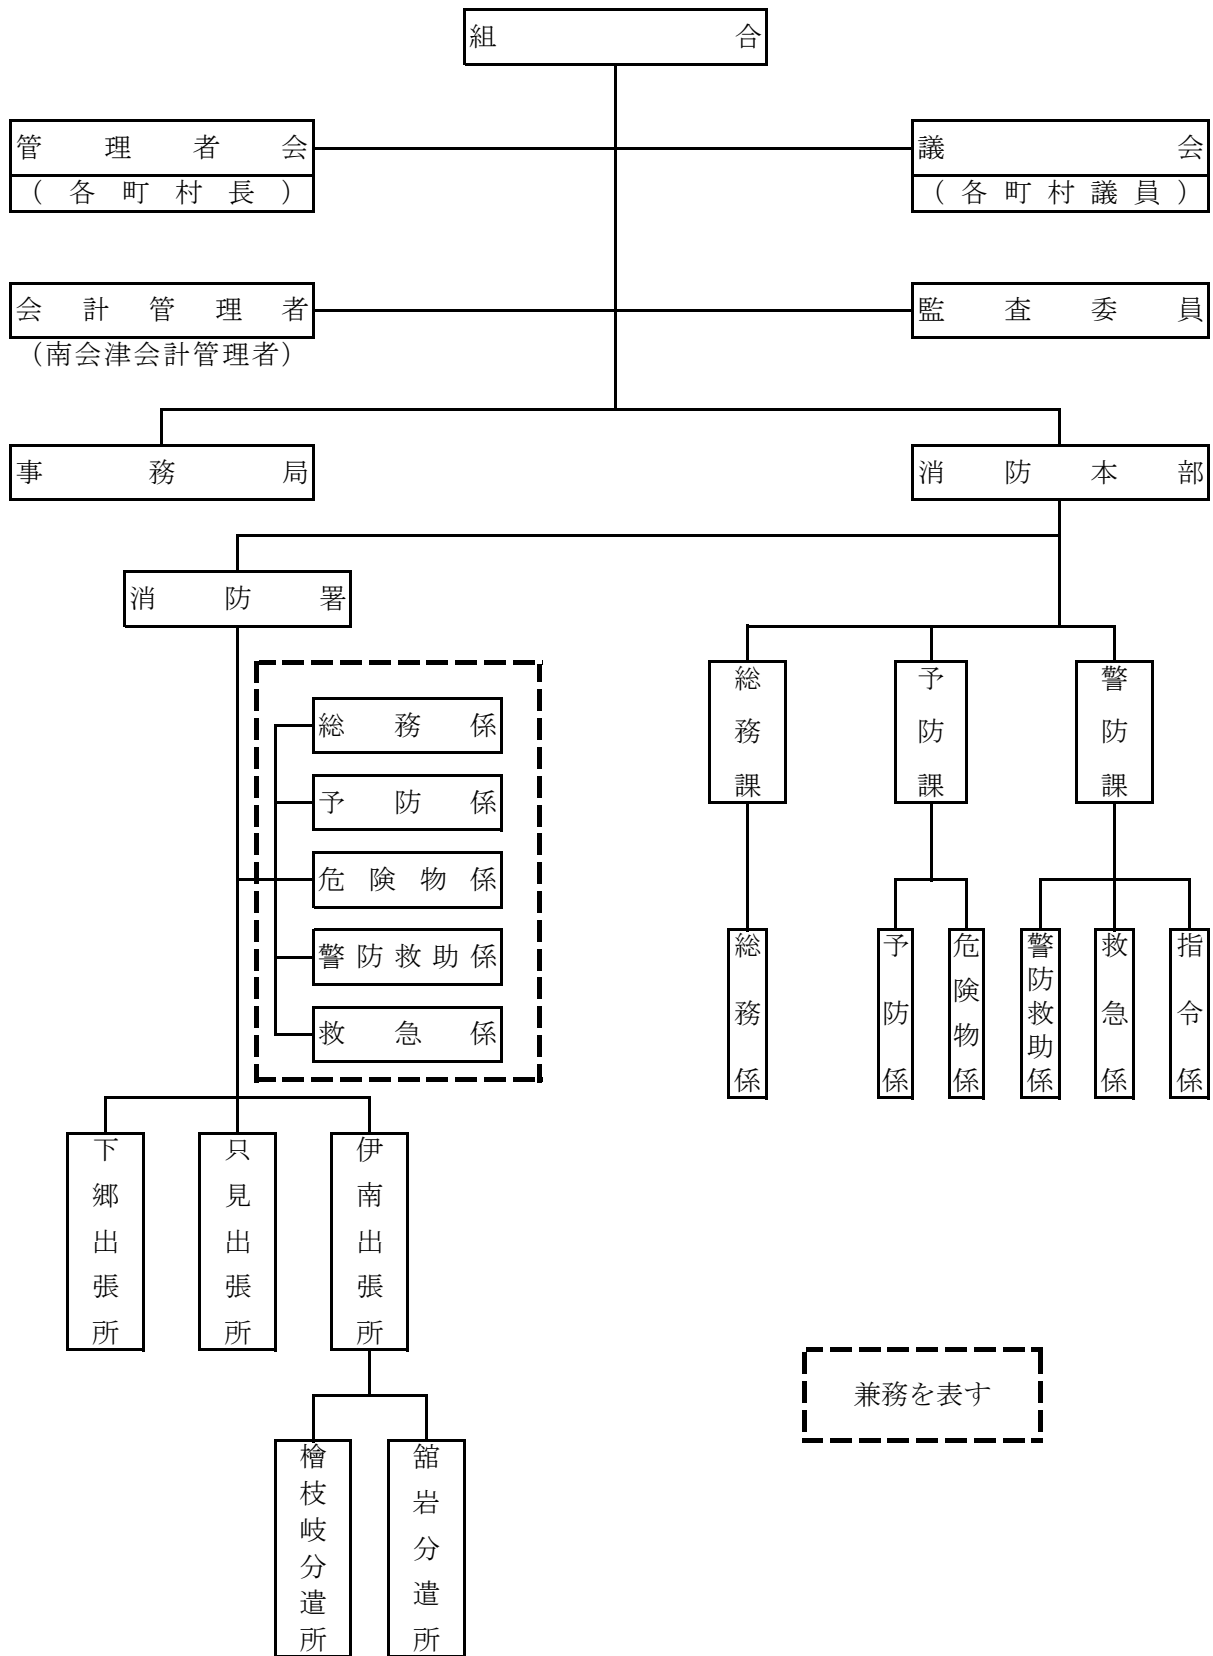 組合
管理者会
（各町村長）
議会
（各町村議員）
会計管理者
（南会津会計管理者）
監査委員
事務局
消防本部
消防署
総務係
予防係
危険物係
警防救助係
救急係
総務課
予防課
警防課
総務係
予防係
危険物係
警防救助係
救急係
指令係
下郷出張所
只見出張所
伊南出張所
檜枝岐分遣所
舘岩分遣所
兼務を表す